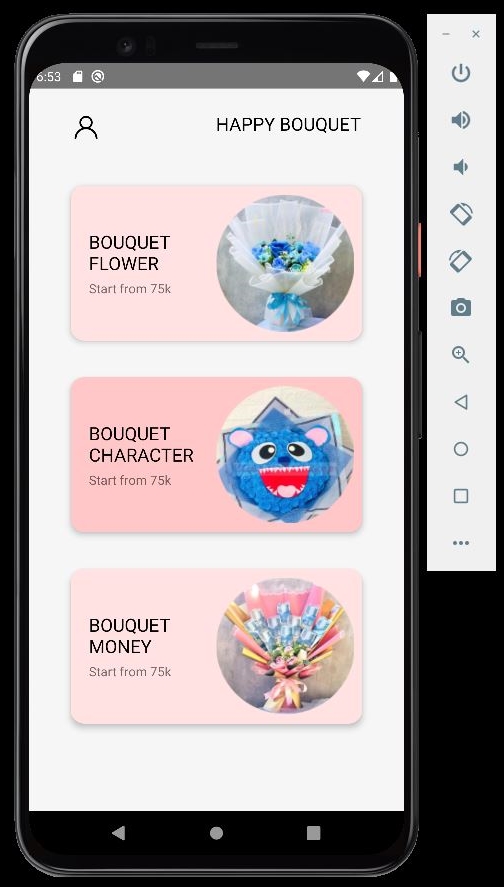 6:53
HAPPY BOUQUET
BOUQUET
FLOWER
Start from 75k
BOUQUET
CHARACTER
Start from 75k
BOUQUET
MONEY
Start from 75k